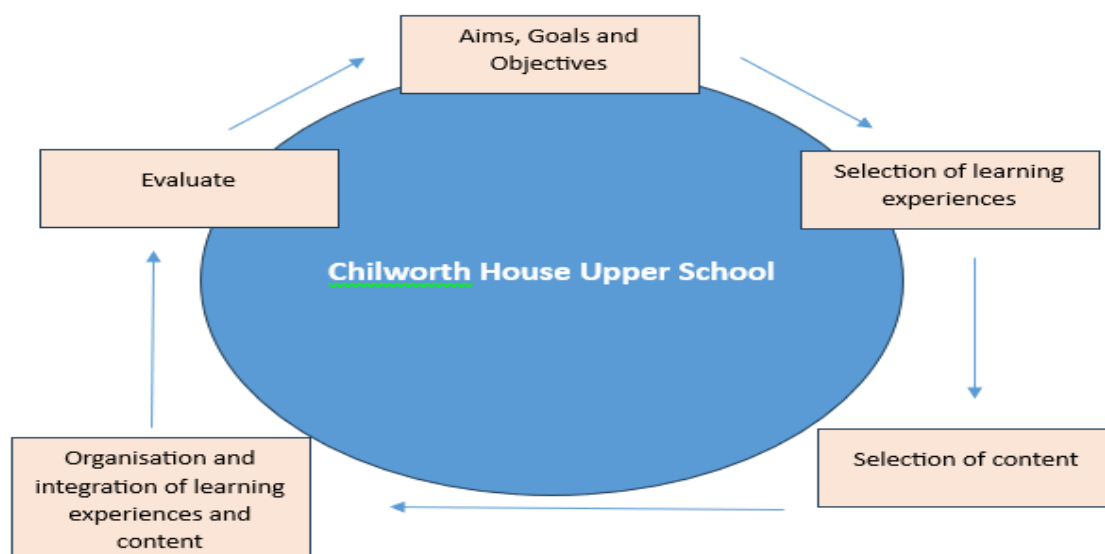 Aims, Goals and
Objectives
Evaluate
Selection of learning
experiences
Chilworth House Upper School
Organisation and
integration of learning
experiences and
content
Selection of content